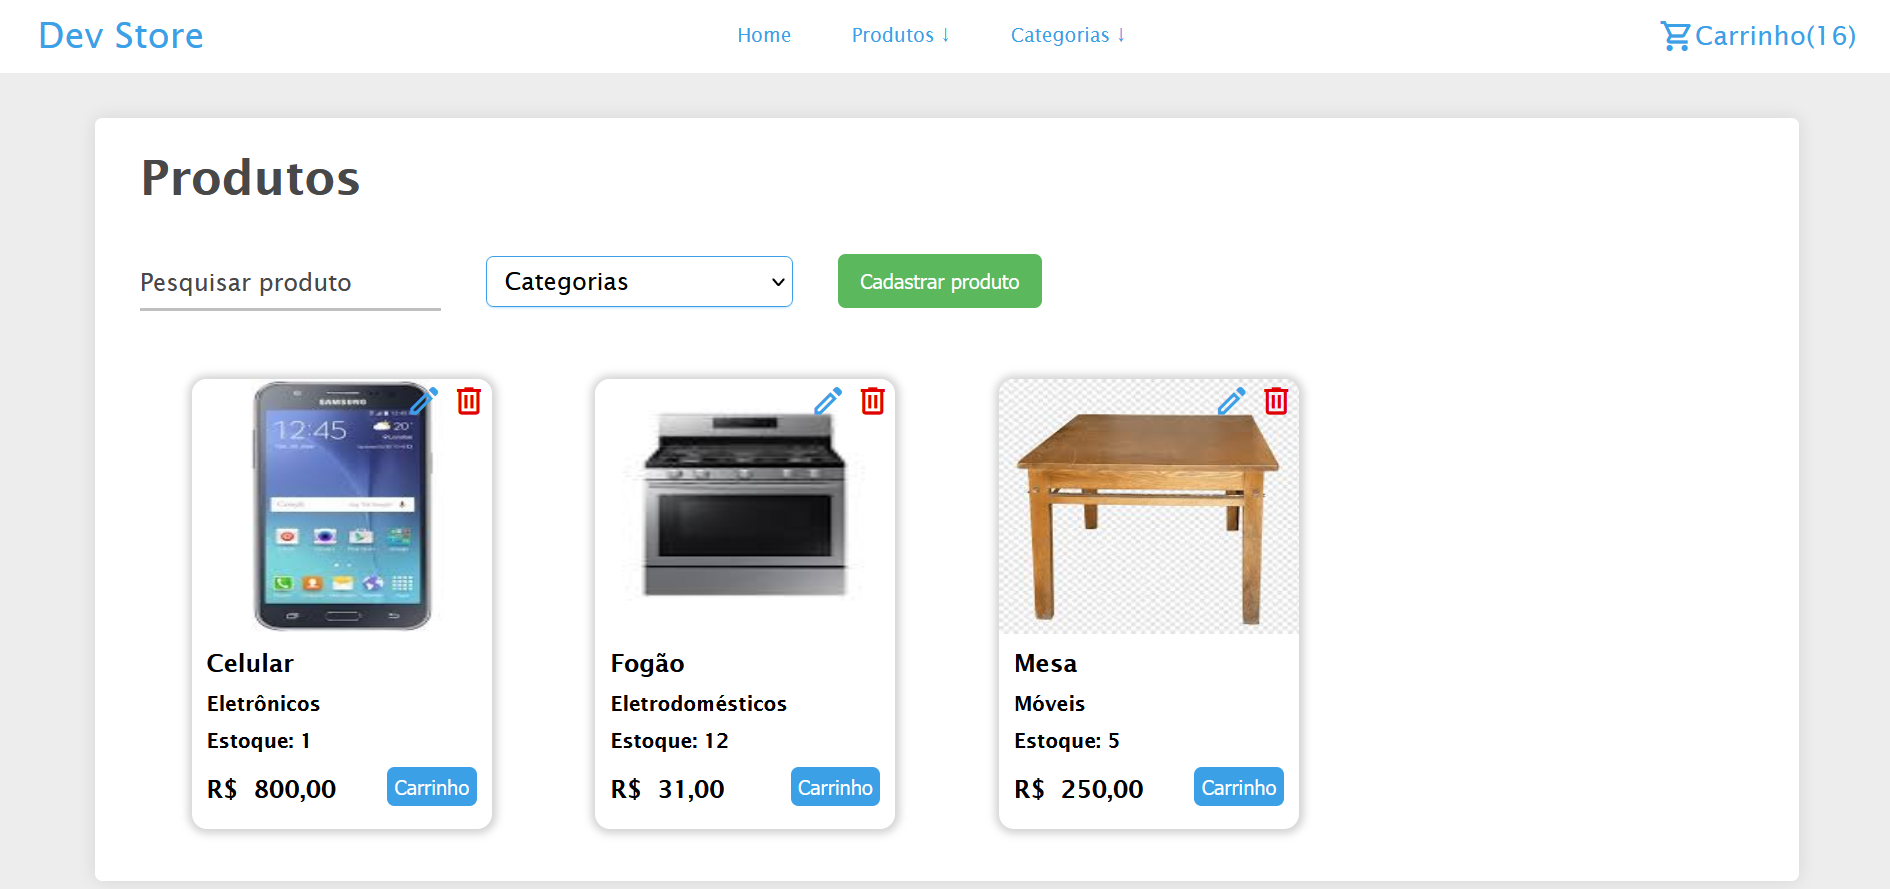 Dev Store
Home
Produtos ↓
Categorias ↓
Carrinho(16)
Produtos
Pesquisar produto
Categorias
Cadastrar produto
SAMSUNG
12:45
20°
Google
Celular
Eletrônicos
Estoque: 1
R$ 800,00
Carrinho
Fogão
Eletrodomésticos
Estoque: 12
R$ 31,00
Carrinho
Mesa
Móveis
Estoque: 5
R$ 250,00
Carrinho